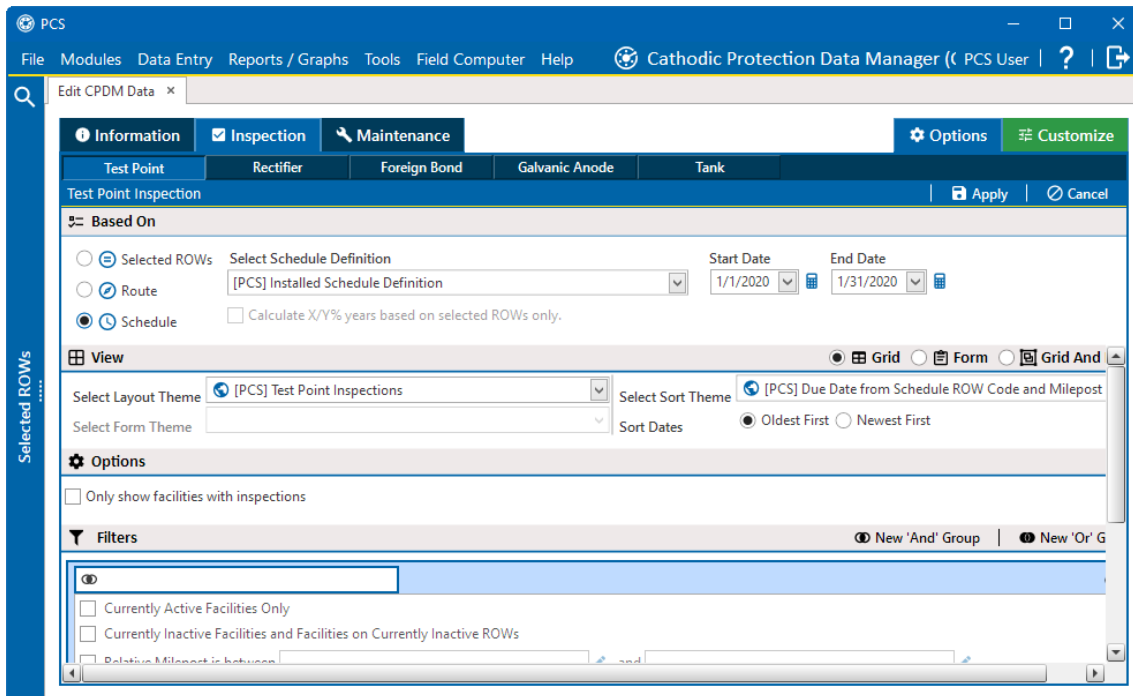 PCS
File Modules Data Entry Reports / Graphs Tools Field Computer Help Cathodic Protection Data Manager (( PCS User | ? |
Edit CPDM Data ×
Information Inspection Maintenance Options Customize
Test Point Rectifier Foreign Bond Galvanic Anode Tank
Test Point Inspection | Apply | Cancel
Based On
Selected ROWs Select Schedule Definition Start Date End Date
[PCS] Installed Schedule Definition 1/1/2020 1/31/2020
Route
Schedule Calculate X/Y% years based on selected ROWs only.
Selected ROWs
View Grid Form Grid And
Select Layout Theme [PCS] Test Point Inspections Select Sort Theme [PCS] Due Date from Schedule ROW Code and Milepost
Select Form Theme Sort Dates Oldest First Newest First
Options
Only show facilities with inspections
Filters New 'And' Group | New 'Or' G
Currently Active Facilities Only
Currently Inactive Facilities and Facilities on Currently Inactive ROWs
Relative Milepost is between and